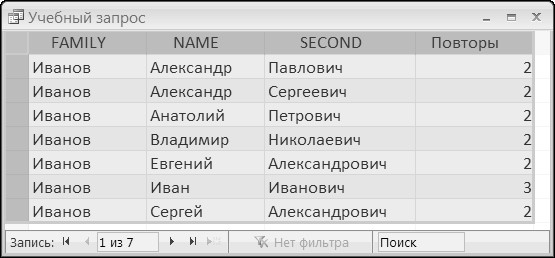 Учебный запрос
FAMILY NAME SECOND Повторы
Иванов Александр Павлович 2
Иванов Александр Сергеевич 2
Иванов Анатолий Петрович 2
Иванов Владимир Николаевич 2
Иванов Евгений Александрович 2
Иванов Иван Иванович 3
Иванов Сергей Александрович 2
Запись: 1 из 7 Нет фильтра Поиск